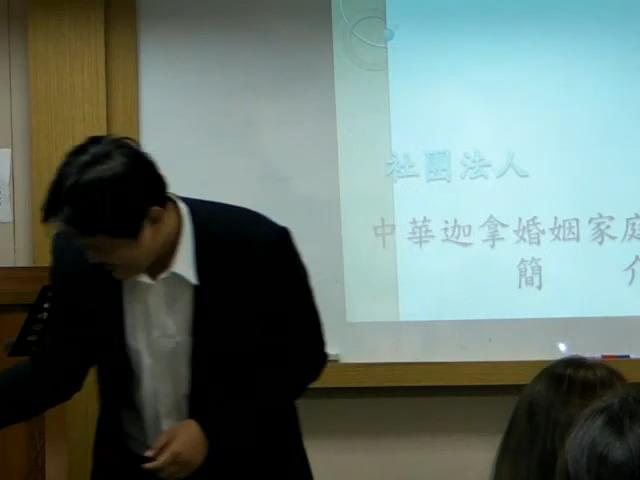 社團法人
中華迦拿婚姻家庭
簡 介